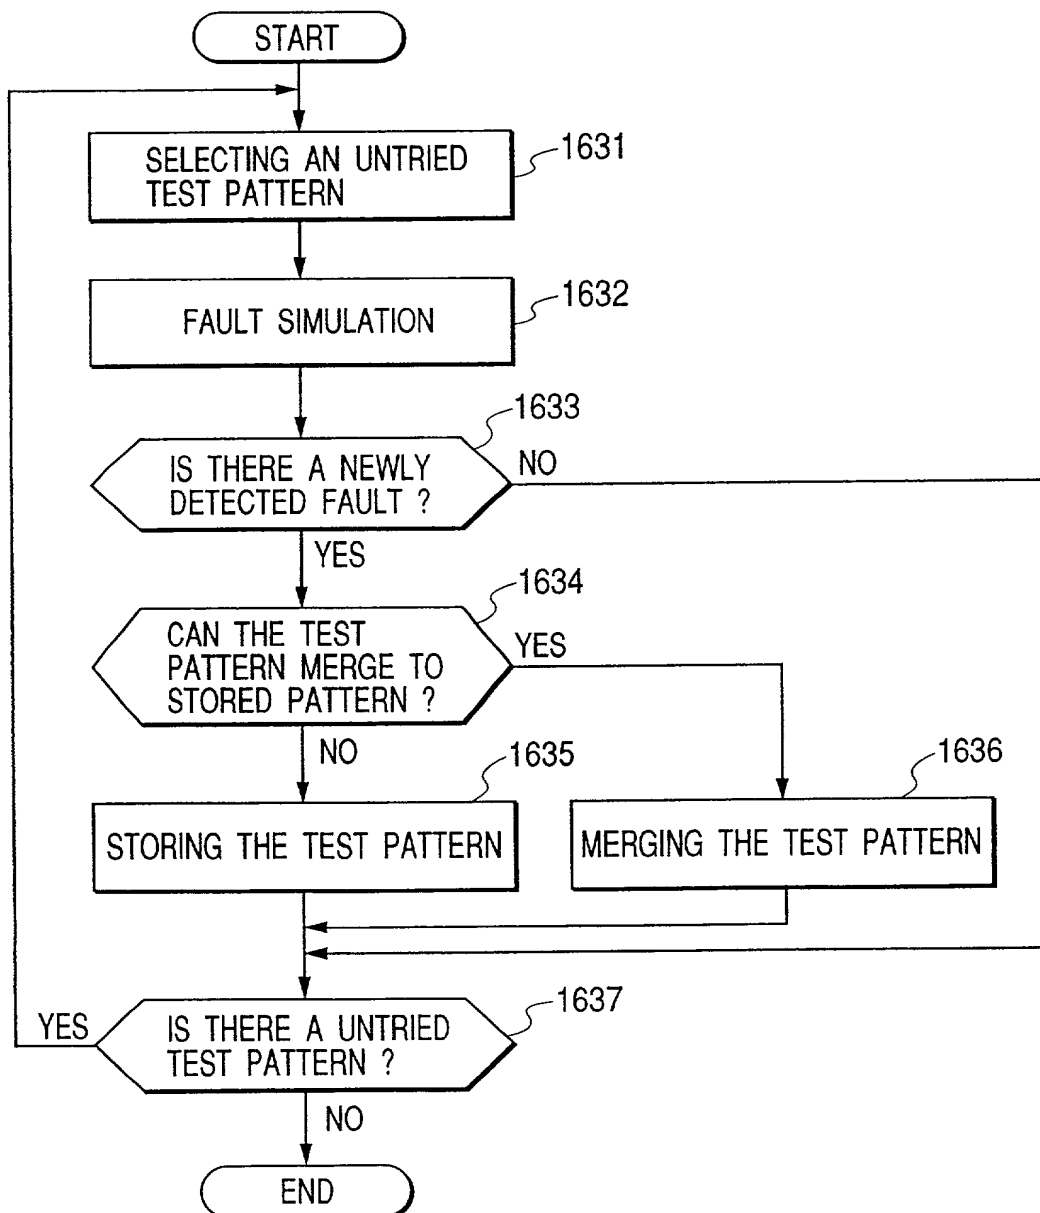 START
SELECTING AN UNTRIED
TEST PATTERN
1631
FAULT SIMULATION
1632
1633
IS THERE A NEWLY
DETECTED FAULT ?
NO
YES
1634
CAN THE TEST
PATTERN MERGE TO
STORED PATTERN ?
YES
NO
1635
STORING THE TEST PATTERN
1636
MERGING THE TEST PATTERN
1637
YES
IS THERE A UNTRIED
TEST PATTERN ?
NO
END